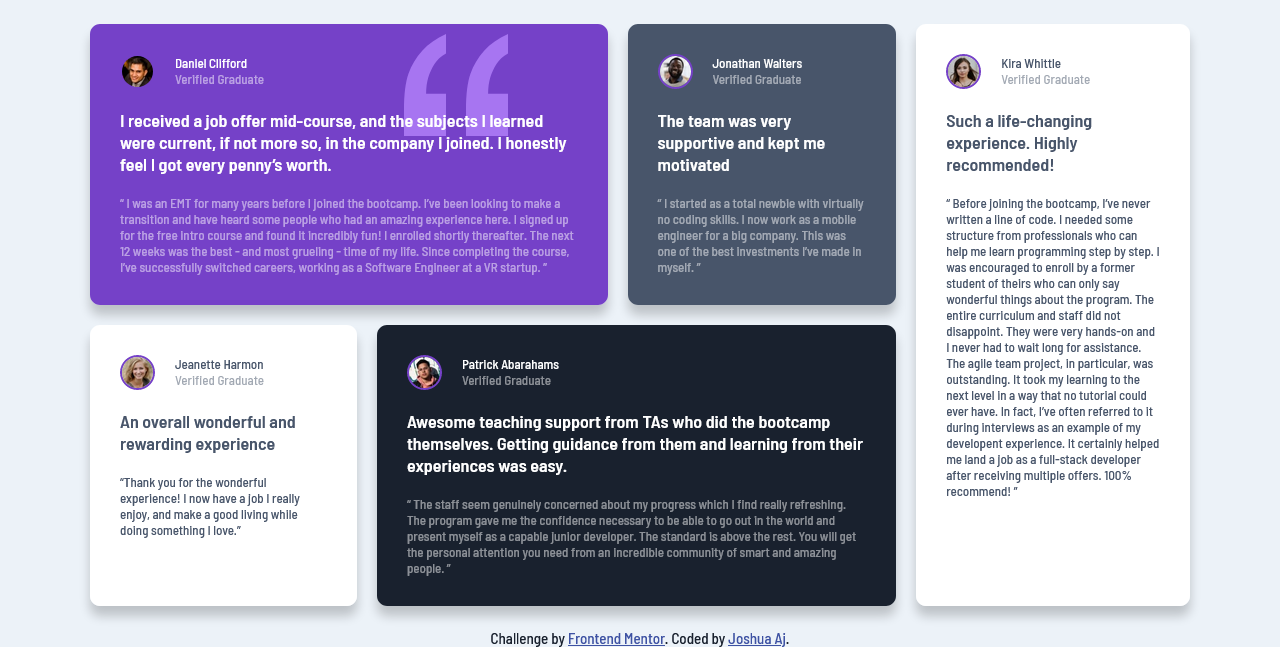 Daniel Clifford
Verified Graduate
I received a job offer mid-course, and the subjects I learned
were current, if not more so, in the company I joined. I honestly
feel I got every penny’s worth.
“ I was an EMT for many years before I joined the bootcamp. I’ve been looking to make a
transition and have heard some people who had an amazing experience here. I signed up
for the free intro course and found it incredibly fun! I enrolled shortly thereafter. The next
12 weeks was the best - and most grueling - time of my life. Since completing the course,
I’ve successfully switched careers, working as a Software Engineer at a VR startup. ”
Jonathan Walters
Verified Graduate
The team was very
supportive and kept me
motivated
“ I started as a total newbie with virtually
no coding skills. I now work as a mobile
engineer for a big company. This was
one of the best investments I’ve made in
myself. ”
Kira Whittle
Verified Graduate
Such a life-changing
experience. Highly
recommended!
“ Before joining the bootcamp, I’ve never
written a line of code. I needed some
structure from professionals who can
help me learn programming step by step. I
was encouraged to enroll by a former
student of theirs who can only say
wonderful things about the program. The
entire curriculum and staff did not
disappoint. They were very hands-on and
I never had to wait long for assistance.
The agile team project, in particular, was
outstanding. It took my learning to the
next level in a way that no tutorial could
ever have. In fact, I’ve often referred to it
during interviews as an example of my
developent experience. It certainly helped
me land a job as a full-stack developer
after receiving multiple offers. 100%
recommend! ”
Jeanette Harmon
Verified Graduate
An overall wonderful and
rewarding experience
“Thank you for the wonderful
experience! I now have a job I really
enjoy, and make a good living while
doing something I love.”
Patrick Abarahams
Verified Graduate
Awesome teaching support from TAs who did the bootcamp
themselves. Getting guidance from them and learning from their
experiences was easy.
“ The staff seem genuinely concerned about my progress which I find really refreshing.
The program gave me the confidence necessary to be able to go out in the world and
present myself as a capable junior developer. The standard is above the rest. You will get
the personal attention you need from an incredible community of smart and amazing
people. ”
Challenge by Frontend Mentor. Coded by Joshua Aj.